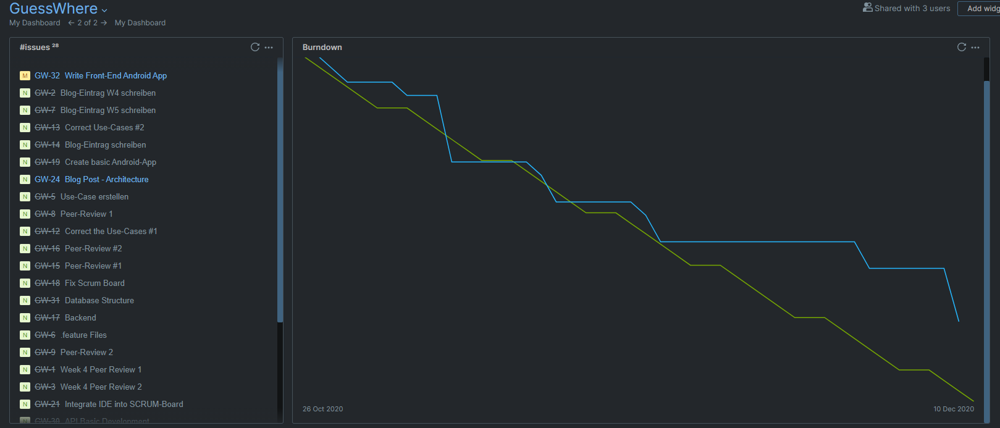 GuessWhere
My Dashboard ← 2 of 2 → My Dashboard
Shared with 3 users
Add widg
#issues 28
M GW-32 Write Front-End Android App
N GW-2 Blog-Eintrag W4 schreiben
N GW-7 Blog-Eintrag W5 schreiben
N GW-13 Correct Use-Cases #2
N GW-14 Blog-Eintrag schreiben
N GW-19 Create basic Android-App
N GW-24 Blog Post - Architecture
N GW-5 Use-Case erstellen
N GW-8 Peer-Review 1
N GW-12 Correct the Use-Cases #1
N GW-16 Peer-Review #2
N GW-15 Peer-Review #1
N GW-18 Fix Scrum Board
N GW-31 Database Structure
N GW-17 Backend
N GW-6 .feature Files
N GW-9 Peer-Review 2
N GW-1 Week 4 Peer Review 1
N GW-3 Week 4 Peer Review 2
N GW-21 Integrate IDE into SCRUM-Board
N GW-30 API Basic Development
Burndown
26 Oct 2020
10 Dec 2020